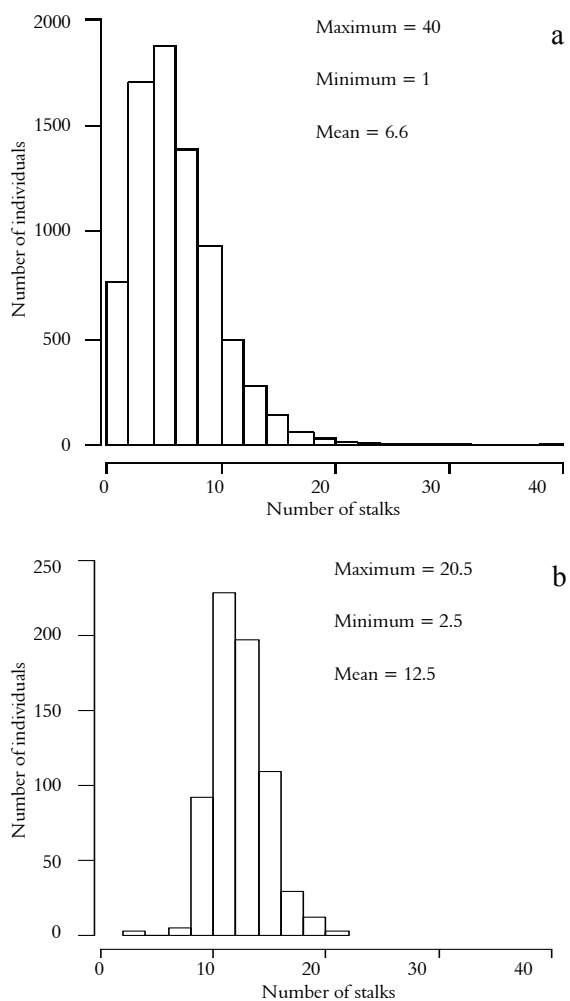 a
Maximum = 40
Minimum = 1
Mean = 6.6
Number of individuals
2000
1500
1000
500
0
0 10 20 30 40
Number of stalks
b
Maximum = 20.5
Minimum = 2.5
Mean = 12.5
Number of individuals
250
200
150
100
50
0
0 10 20 30 40
Number of stalks